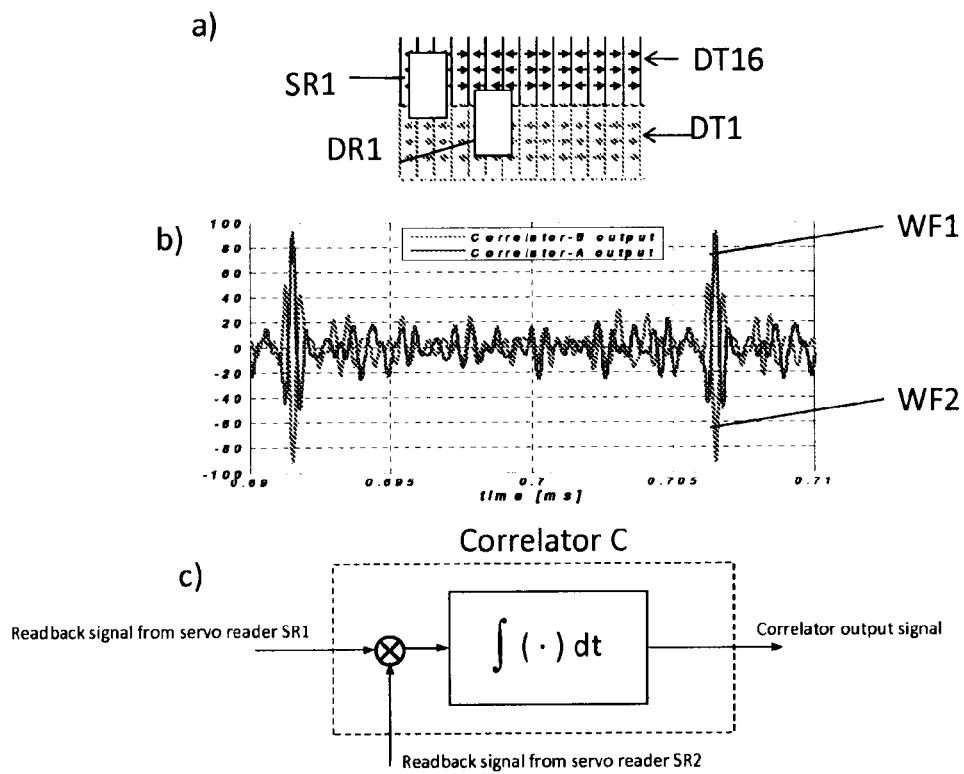 a)
SR1
DT16
DR1
DT1
b)
100
80
60
40
20
0
-20
-40
-60
-80
-100
Correlator-B output
Correlator-A output
WF1
WF2
0.69
0.695
0.7
0.705
0.71
time [ms]
Correlator C
c)
Readback signal from servo reader SR1
∫ (·) dt
Correlator output signal
Readback signal from servo reader SR2